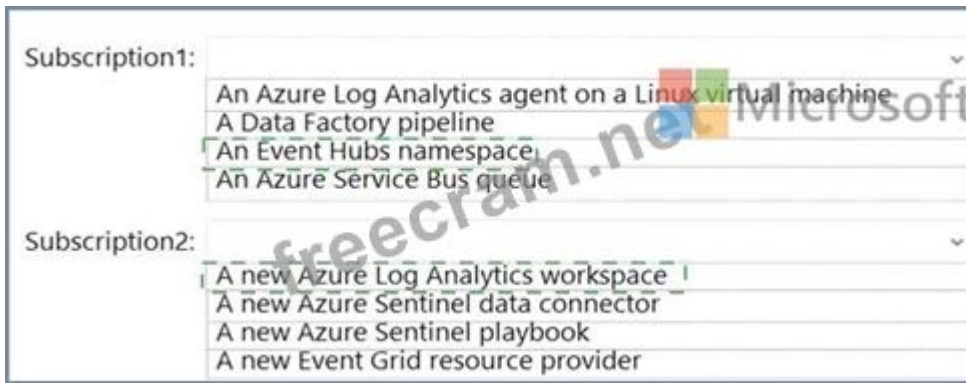 Subscription1:
An Azure Log Analytics agent on a Linux virtual machine
A Data Factory pipeline
An Event Hubs namespace
An Azure Service Bus queue
Subscription2:
A new Azure Log Analytics workspace
A new Azure Sentinel data connector
A new Azure Sentinel playbook
A new Event Grid resource provider
Microsoft
freecram.net